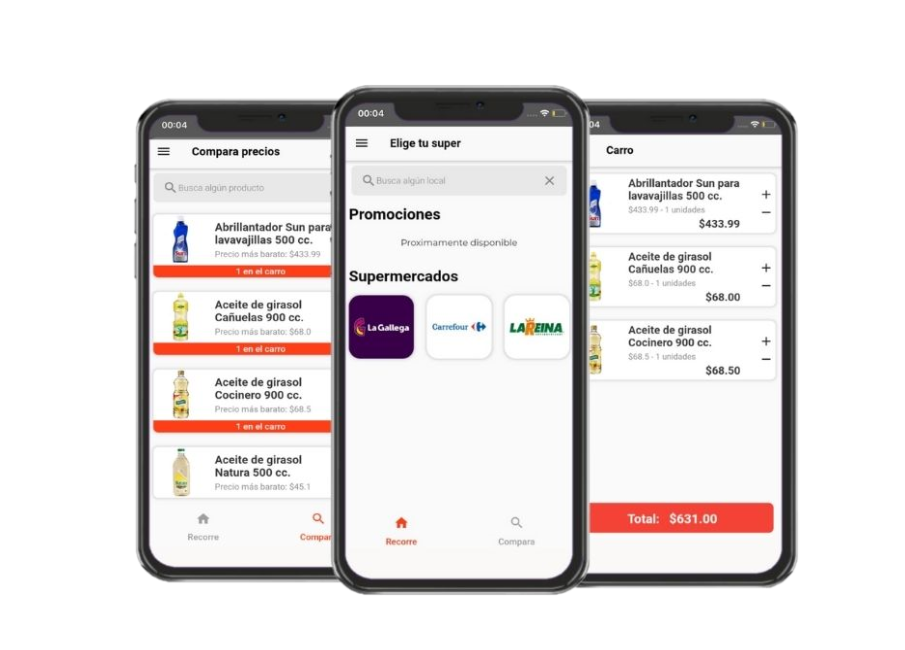 00:04
Compara precios
Busca algún producto
Abrillantador Sun para
lavavajillas 500 cc.
Precio más barato: $433.99
1 en el carro
Aceite de girasol
Cañuelas 900 cc.
Precio más barato: $68.0
1 en el carro
Aceite de girasol
Cocinero 900 cc.
Precio más barato: $68.5
1 en el carro
Aceite de girasol
Natura 500 cc.
Precio más barato: $45.1
Recorre
Compar
00:04
Elige tu super
Busca algún local
Promociones
Proximamente disponible
Supermercados
La Gallega
Carrefour
LA REINA
Recorre
Compara
04
Carro
Abrillantador Sun para
lavavajillas 500 cc.
$433.99 - 1 unidades
$433.99
Aceite de girasol
Cañuelas 900 cc.
$68.0 - 1 unidades
$68.00
Aceite de girasol
Cocinero 900 cc.
$68.5 - 1 unidades
$68.50
Total: $631.00